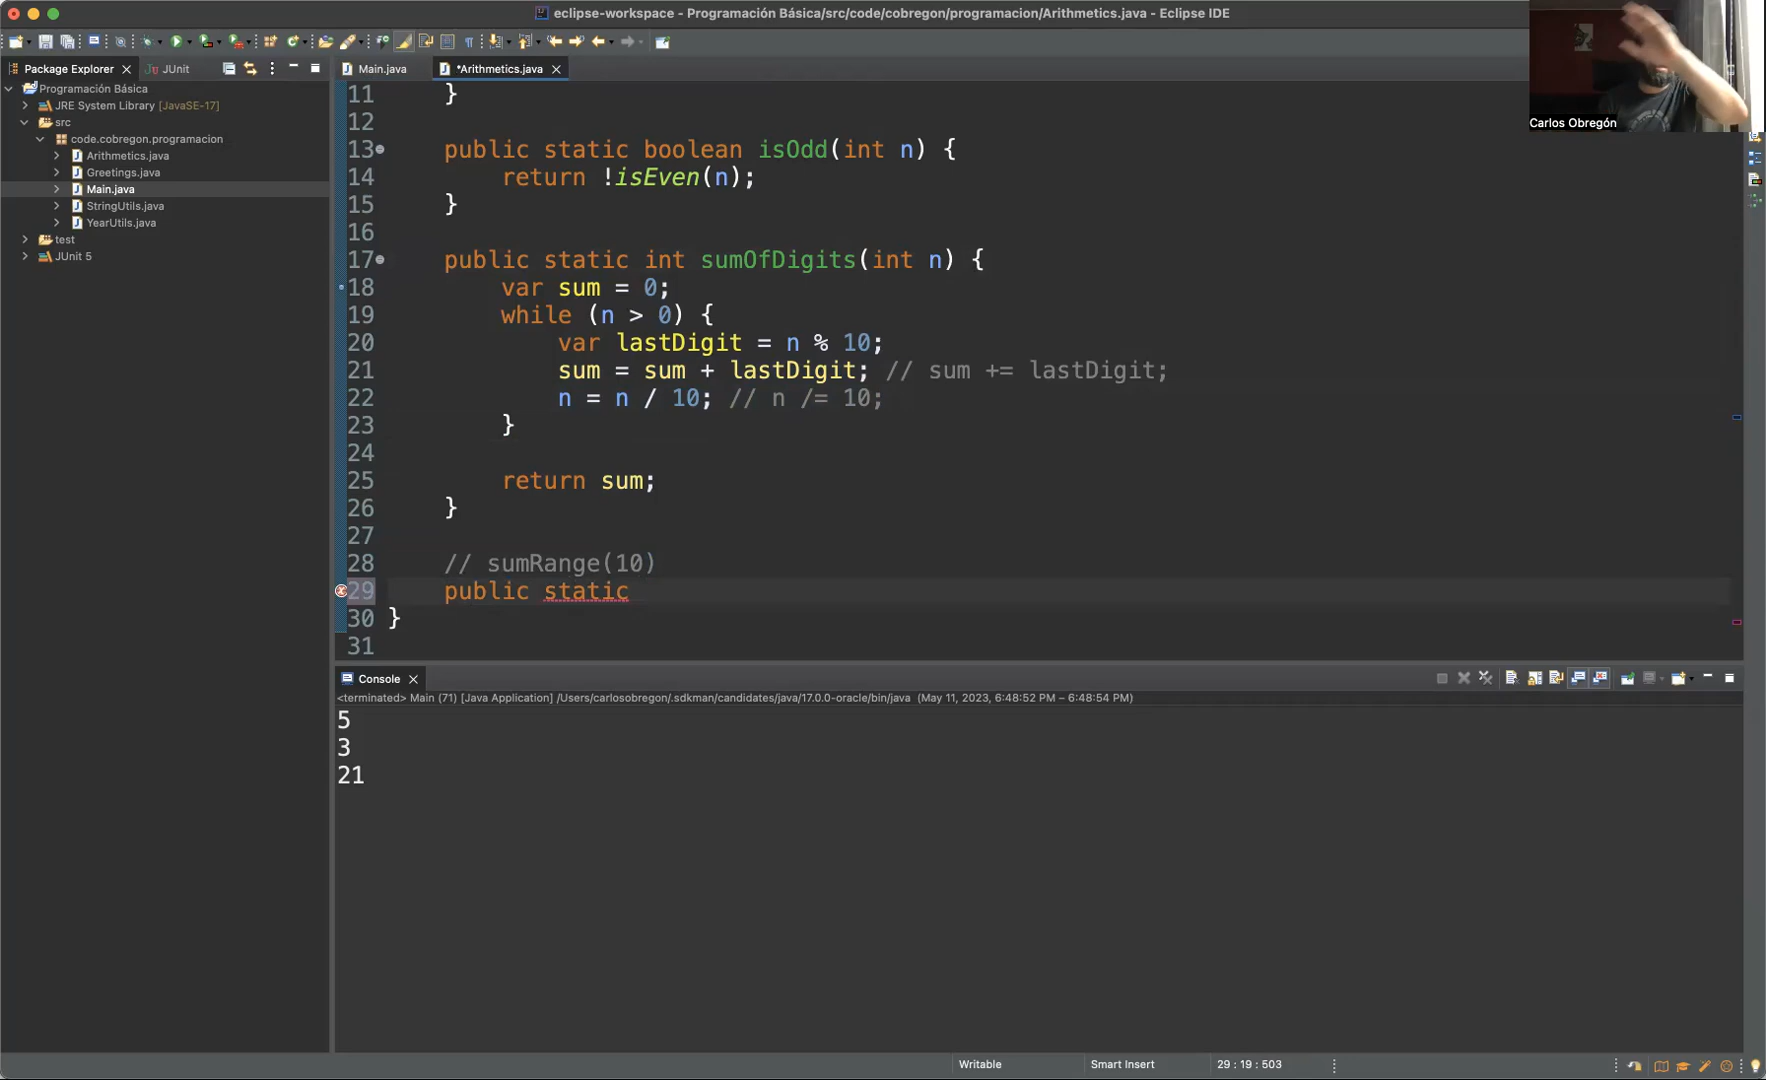 eclipse-workspace - Programación Básica/src/code/cobregon/programacion/Arithmetics.java - Eclipse IDE
Package Explorer
JUnit
Main.java
*Arithmetics.java
Programación Básica
JRE System Library [JavaSE-17]
src
code.cobregon.programacion
Arithmetics.java
Greetings.java
Main.java
StringUtils.java
YearUtils.java
test
JUnit 5
Carlos Obregón
11 }
12
13 public static boolean isOdd(int n) {
14 return !isEven(n);
15 }
16
17 public static int sumOfDigits(int n) {
18 var sum = 0;
19 while (n > 0) {
20 var lastDigit = n % 10;
21 sum = sum + lastDigit; // sum += lastDigit;
22 n = n / 10; // n /= 10;
23 }
24
25 return sum;
26 }
27
28 // sumRange(10)
29 public static
30 }
31
Console
<terminated> Main (71) [Java Application] /Users/carlosobregon/.sdkman/candidates/java/17.0.0-oracle/bin/java (May 11, 2023, 6:48:52 PM – 6:48:54 PM)
5
3
21
Writable
Smart Insert
29 : 19 : 503